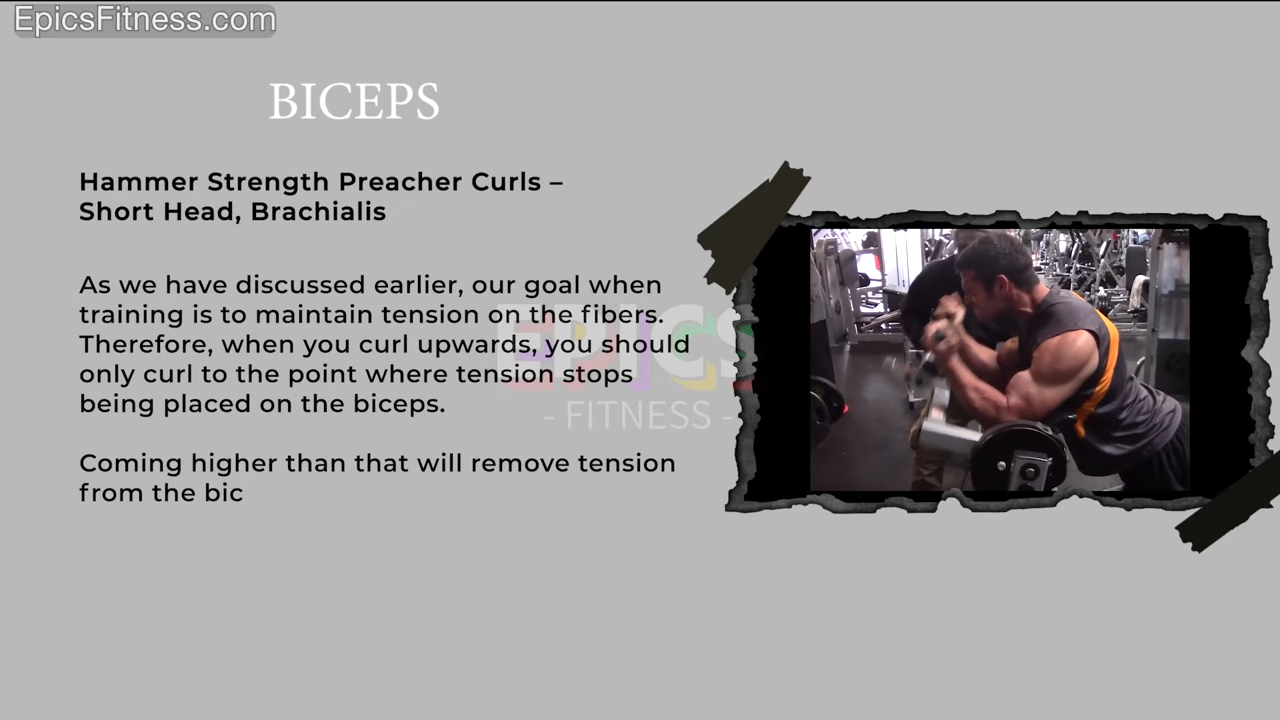 EpicsFitness.com
BICEPS
Hammer Strength Preacher Curls –
Short Head, Brachialis
As we have discussed earlier, our goal when
training is to maintain tension on the fibers.
Therefore, when you curl upwards, you should
only curl to the point where tension stops
being placed on the biceps.
Coming higher than that will remove tension
from the bic
EPICS
- FITNESS -